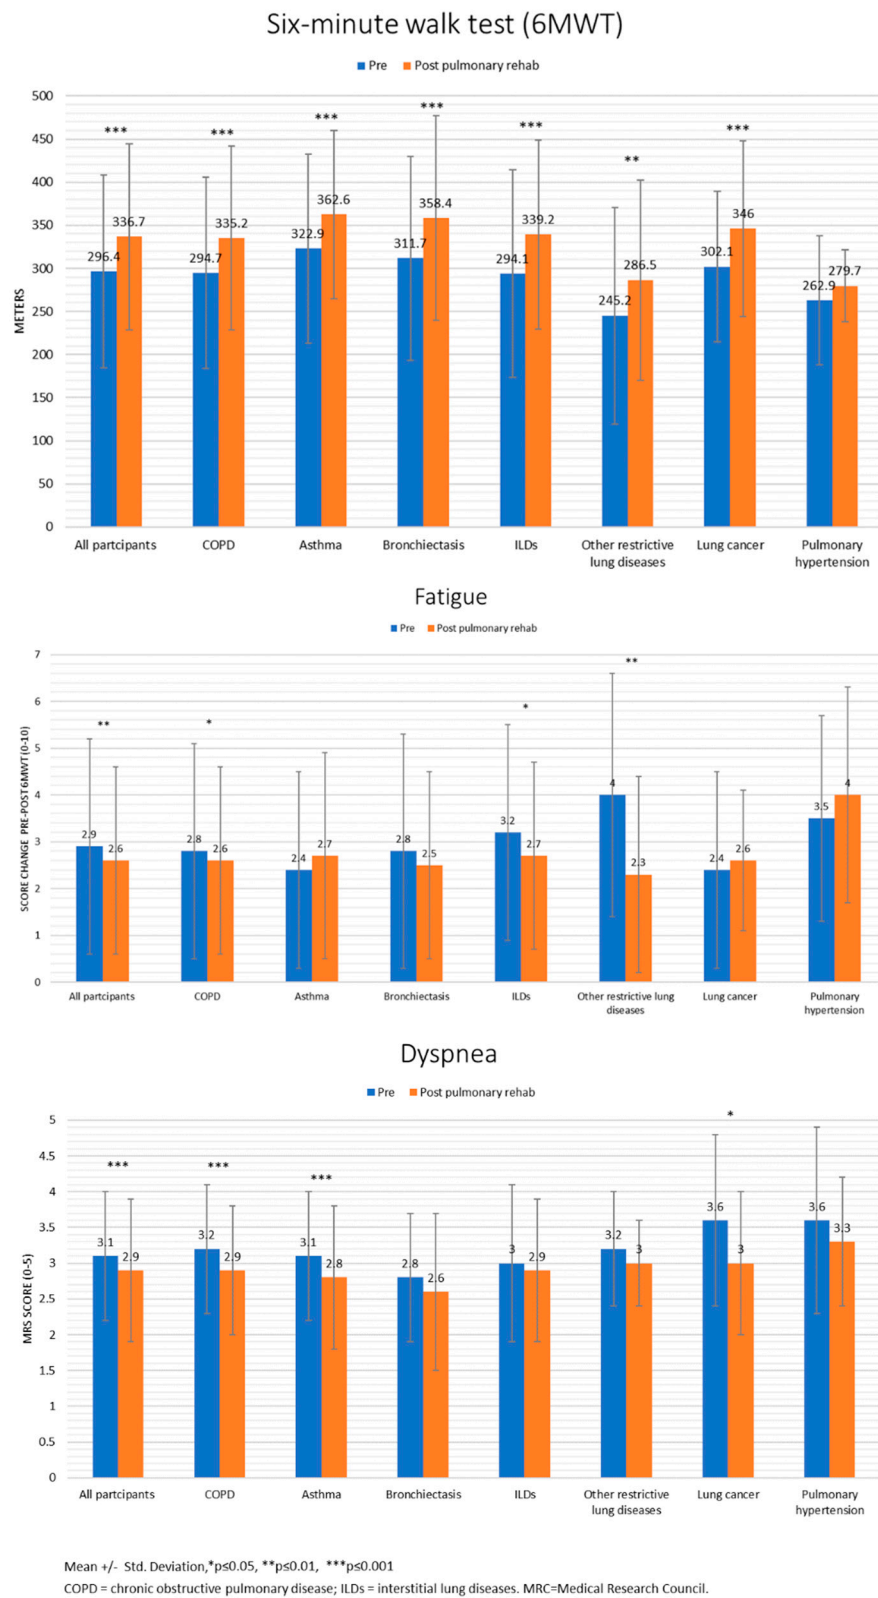 Six-minute walk test (6MWT)
Pre Post pulmonary rehab
METERS
500
450
400
350
300
250
200
150
100
50
0
*** *** *** *** *** ** ***
296.4 336.7 294.7 335.2 322.9 362.6 311.7 358.4 294.1 339.2 245.2 286.5 302.1 346 262.9 279.7
All partcipants COPD Asthma Bronchiectasis ILDs Other restrictive lung diseases Lung cancer Pulmonary hypertension
Fatigue
Pre Post pulmonary rehab
SCORE CHANGE PRE-POST 6MWT (0-10)
7
6
5
4
3
2
1
0
** * * **
2.9 2.6 2.8 2.6 2.4 2.7 2.8 2.5 3.2 2.7 4 2.3 2.4 2.6 3.5 4
All partcipants COPD Asthma Bronchiectasis ILDs Other restrictive lung diseases Lung cancer Pulmonary hypertension
Dyspnea
Pre Post pulmonary rehab
MRS SCORE (0-5)
5
4.5
4
3.5
3
2.5
2
1.5
1
0.5
0
*** *** *** *
3.1 2.9 3.2 2.9 3.1 2.8 2.8 2.6 3 2.9 3.2 3 3.6 3 3.6 3.3
All partcipants COPD Asthma Bronchiectasis ILDs Other restrictive lung diseases Lung cancer Pulmonary hypertension
Mean +/- Std. Deviation,*p≤0.05, **p≤0.01, ***p≤0.001
COPD = chronic obstructive pulmonary disease; ILDs = interstitial lung diseases. MRC=Medical Research Council.